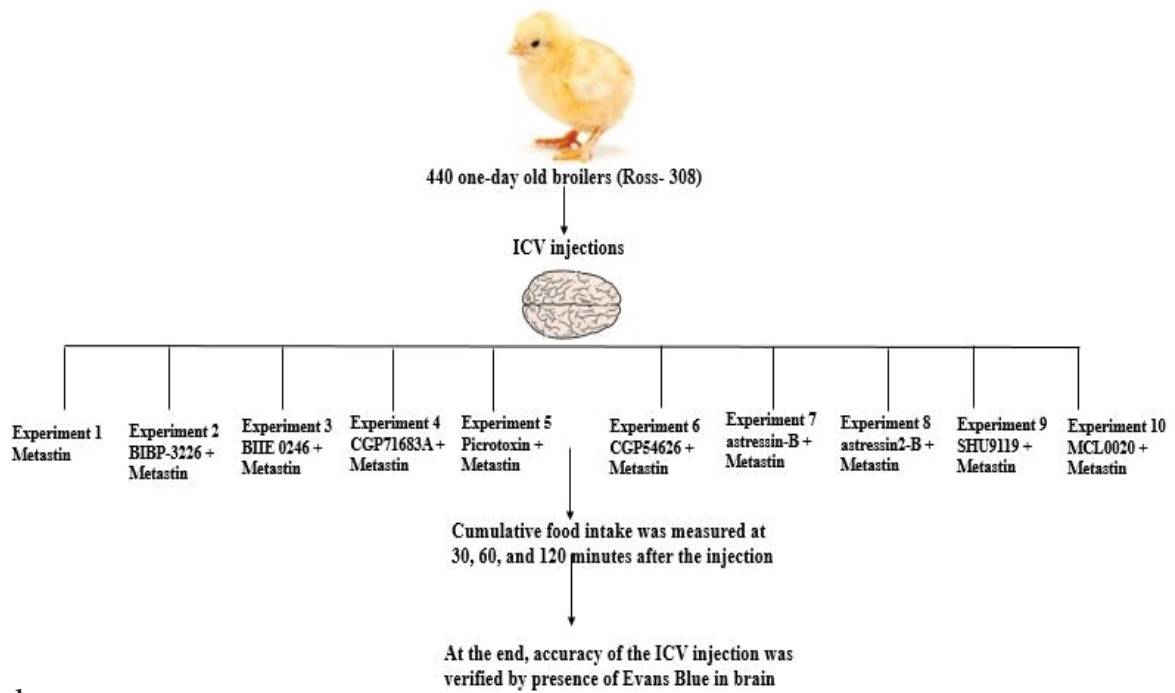 440 one-day old broilers (Ross- 308)
ICV injections
Experiment 1
Metastin
Experiment 2
BIBP-3226 +
Metastin
Experiment 3
BIIE 0246 +
Metastin
Experiment 4
CGP71683A +
Metastin
Experiment 5
Picrotoxin +
Metastin
Experiment 6
CGP54626 +
Metastin
Experiment 7
astressin-B +
Metastin
Experiment 8
astressin2-B +
Metastin
Experiment 9
SHU9119 +
Metastin
Experiment 10
MCL0020 +
Metastin
Cumulative food intake was measured at
30, 60, and 120 minutes after the injection
At the end, accuracy of the ICV injection was
verified by presence of Evans Blue in brain